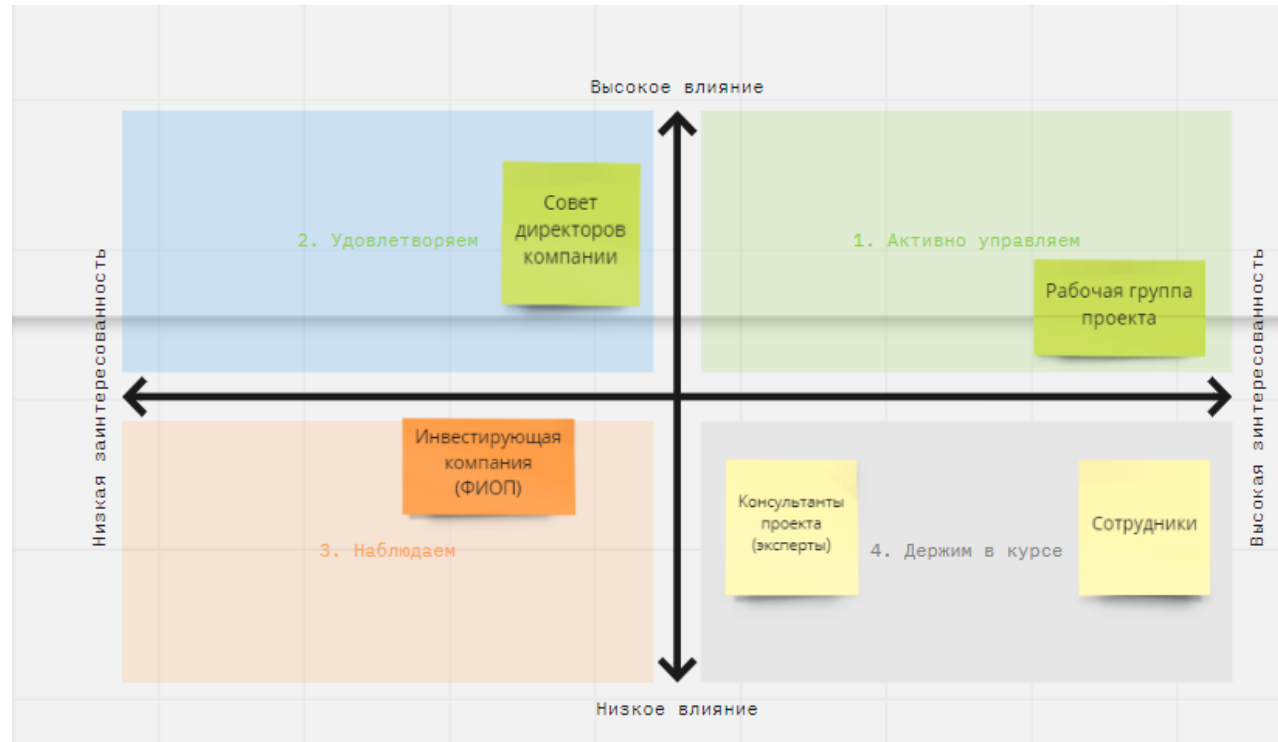 Высокое влияние
Совет
директоров
компании
2. Удовлетворяем
1. Активно управляем
Рабочая группа
проекта
Низкая заинтересованность
Высокая зинтересованность
Инвестирующая
компания
(ФИОП)
3. Наблюдаем
Консультанты
проекта
(эксперты)
4. Держим в курсе
Сотрудники
Низкое влияние